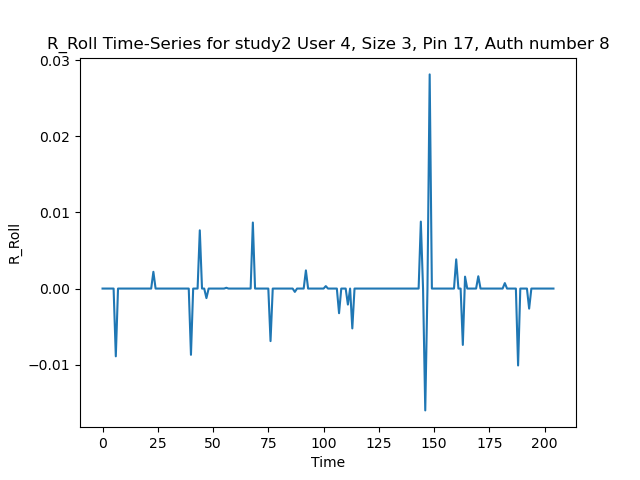 R_Roll Time-Series for study2 User 4, Size 3, Pin 17, Auth number 8
0.03
0.02
0.01
0.00
−0.01
R_Roll
0 25 50 75 100 125 150 175 200
Time